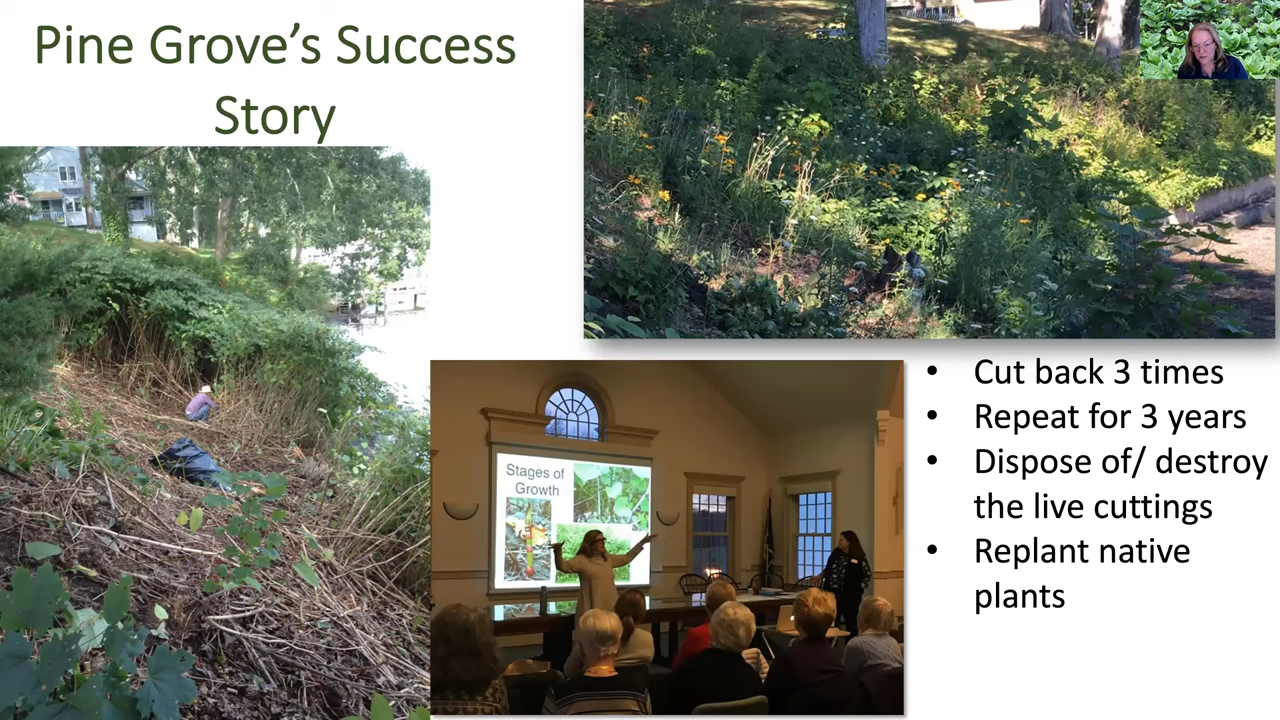 Pine Grove’s Success
Story
Stages of
Growth
• Cut back 3 times
• Repeat for 3 years
• Dispose of/ destroy
the live cuttings
• Replant native
plants